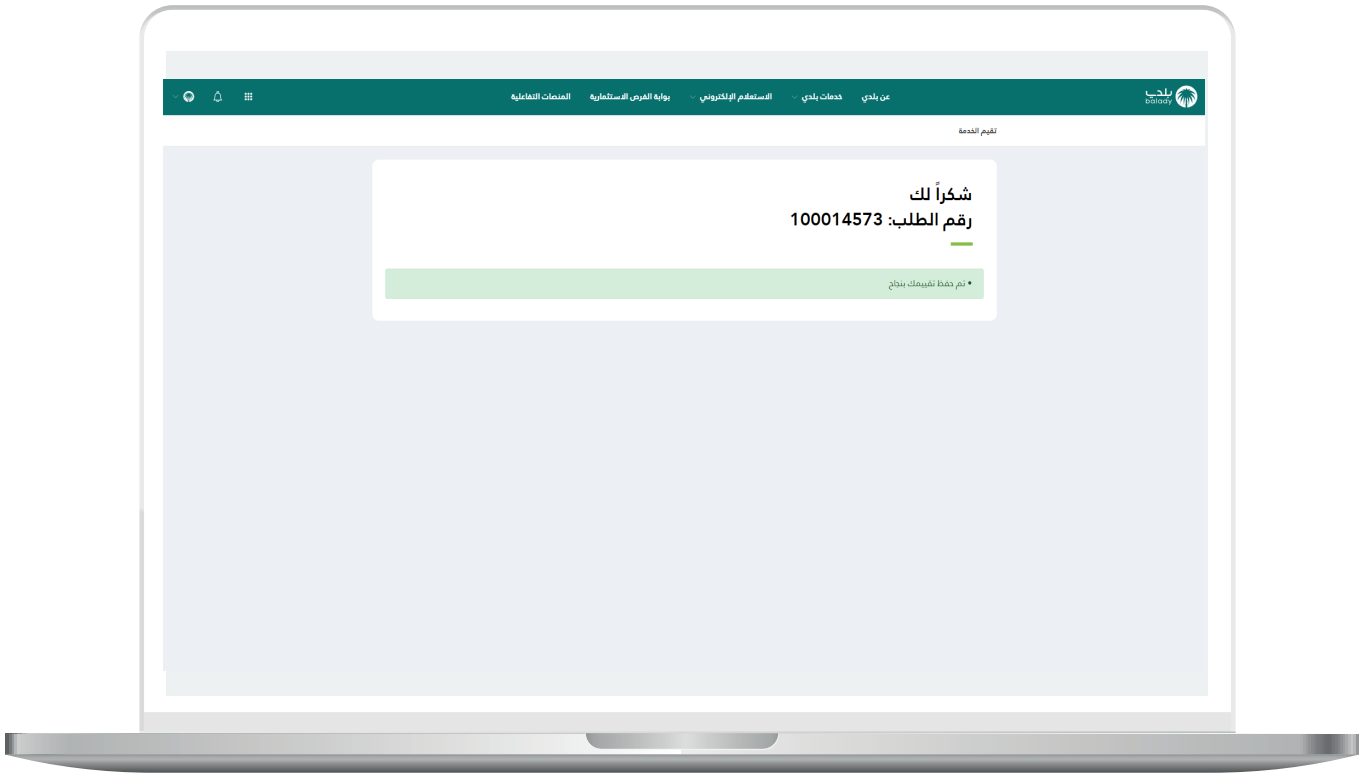 بلدي
balady
عن بلدي خدمات بلدي الاستعلام الإلكتروني بوابة الفرص الاستثمارية المنصات التفاعلية
تقيم الخدمة
شكراً لك
رقم الطلب: 100014573
• تم حفظ تقييمك بنجاح